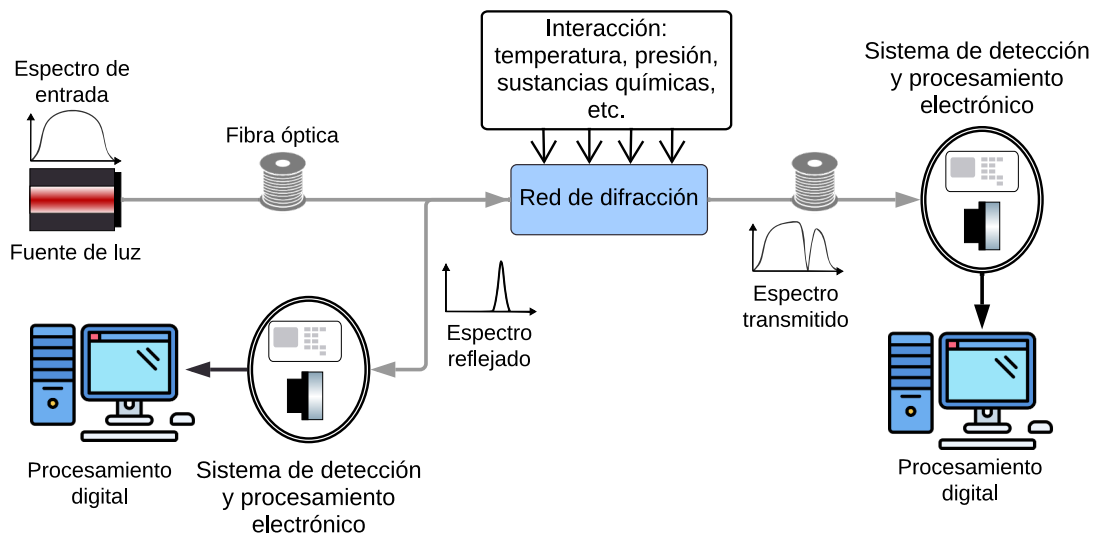 Interacción:
temperatura, presión,
sustancias químicas,
etc.
Sistema de detección
y procesamiento
electrónico
Espectro de
entrada
Fibra óptica
Red de difracción
Fuente de luz
Espectro
transmitido
Espectro
reflejado
Procesamiento
digital
Sistema de detección
y procesamiento
electrónico
Procesamiento
digital